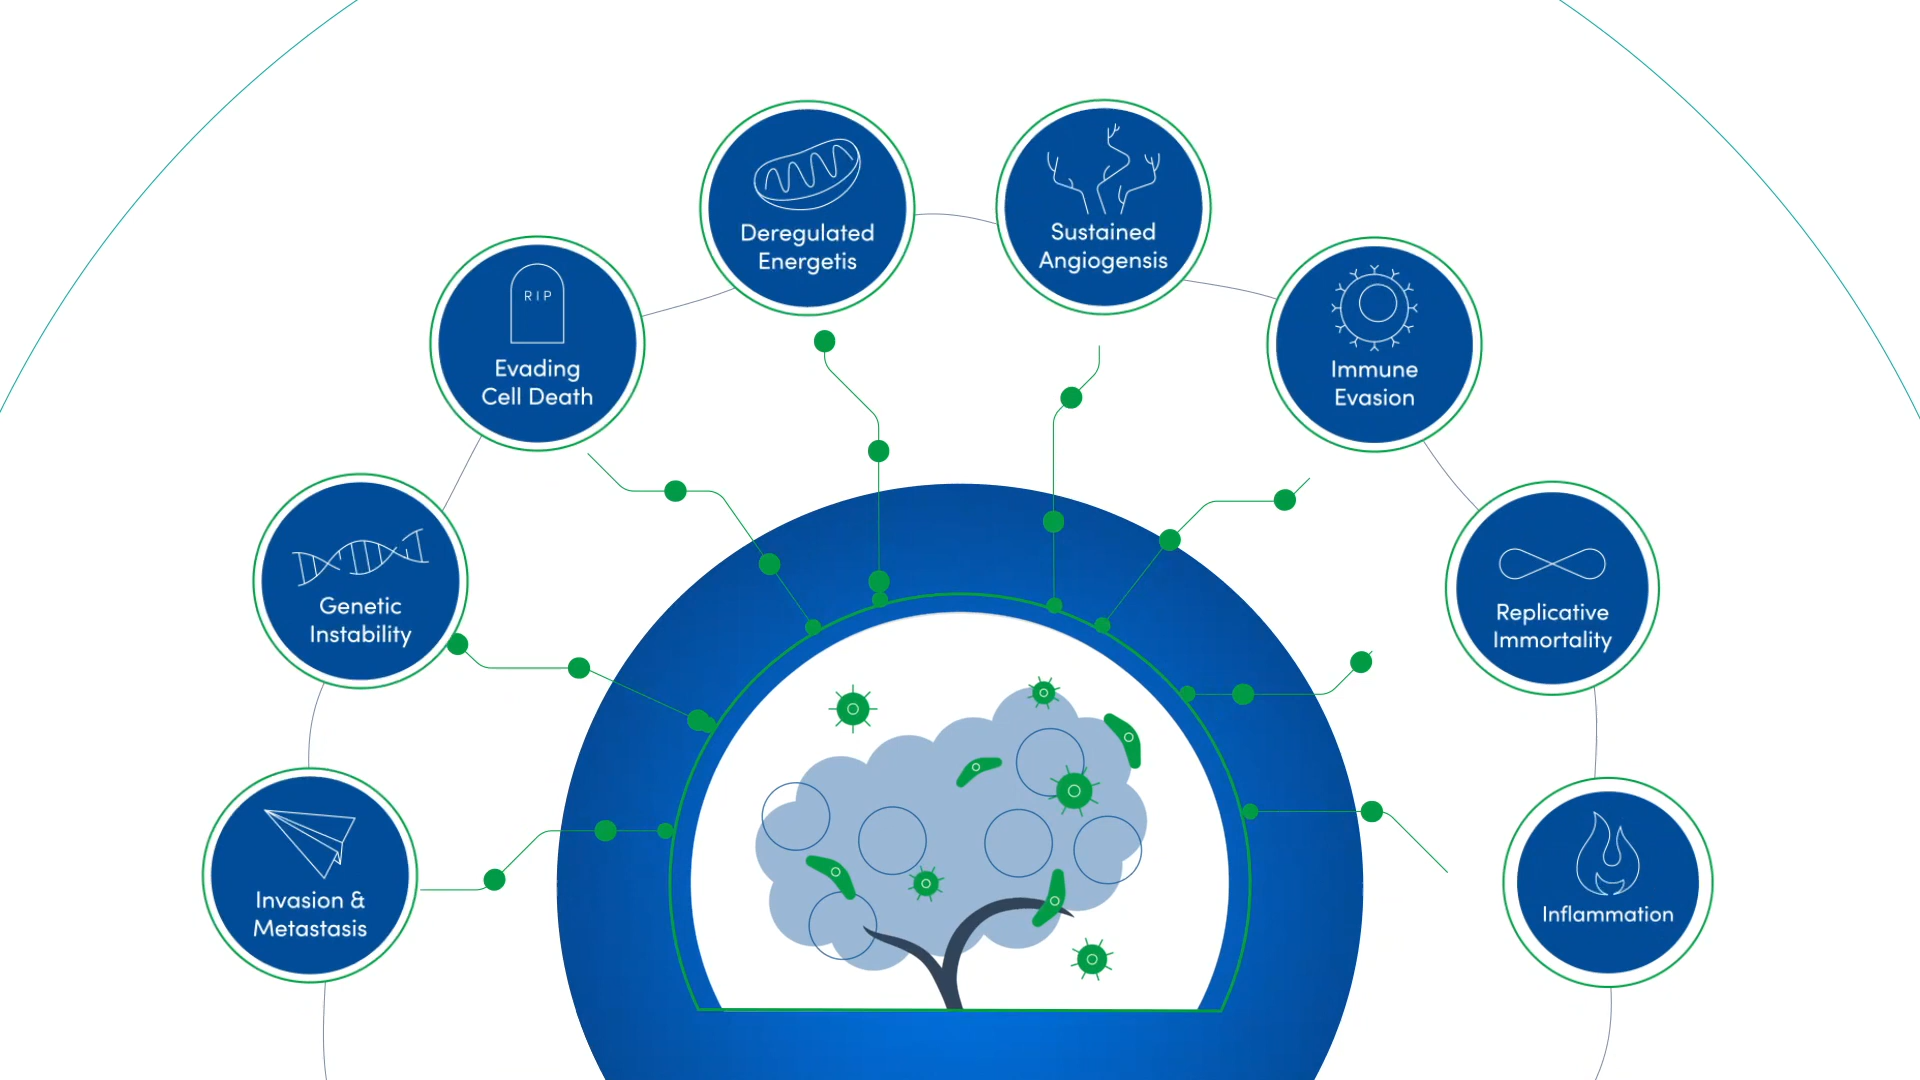 Deregulated
Energetis
Sustained
Angiogensis
RIP
Evading
Cell Death
Immune
Evasion
Genetic
Instability
Replicative
Immortality
Invasion &
Metastasis
Inflammation